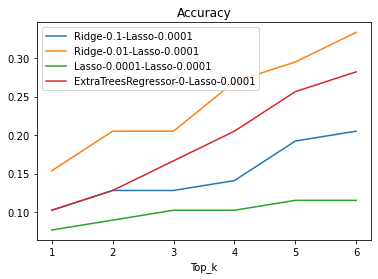 Accuracy
Ridge-0.1-Lasso-0.0001
Ridge-0.01-Lasso-0.0001
Lasso-0.0001-Lasso-0.0001
ExtraTreesRegressor-0-Lasso-0.0001
0.30
0.25
0.20
0.15
0.10
1 2 3 4 5 6
Top_k